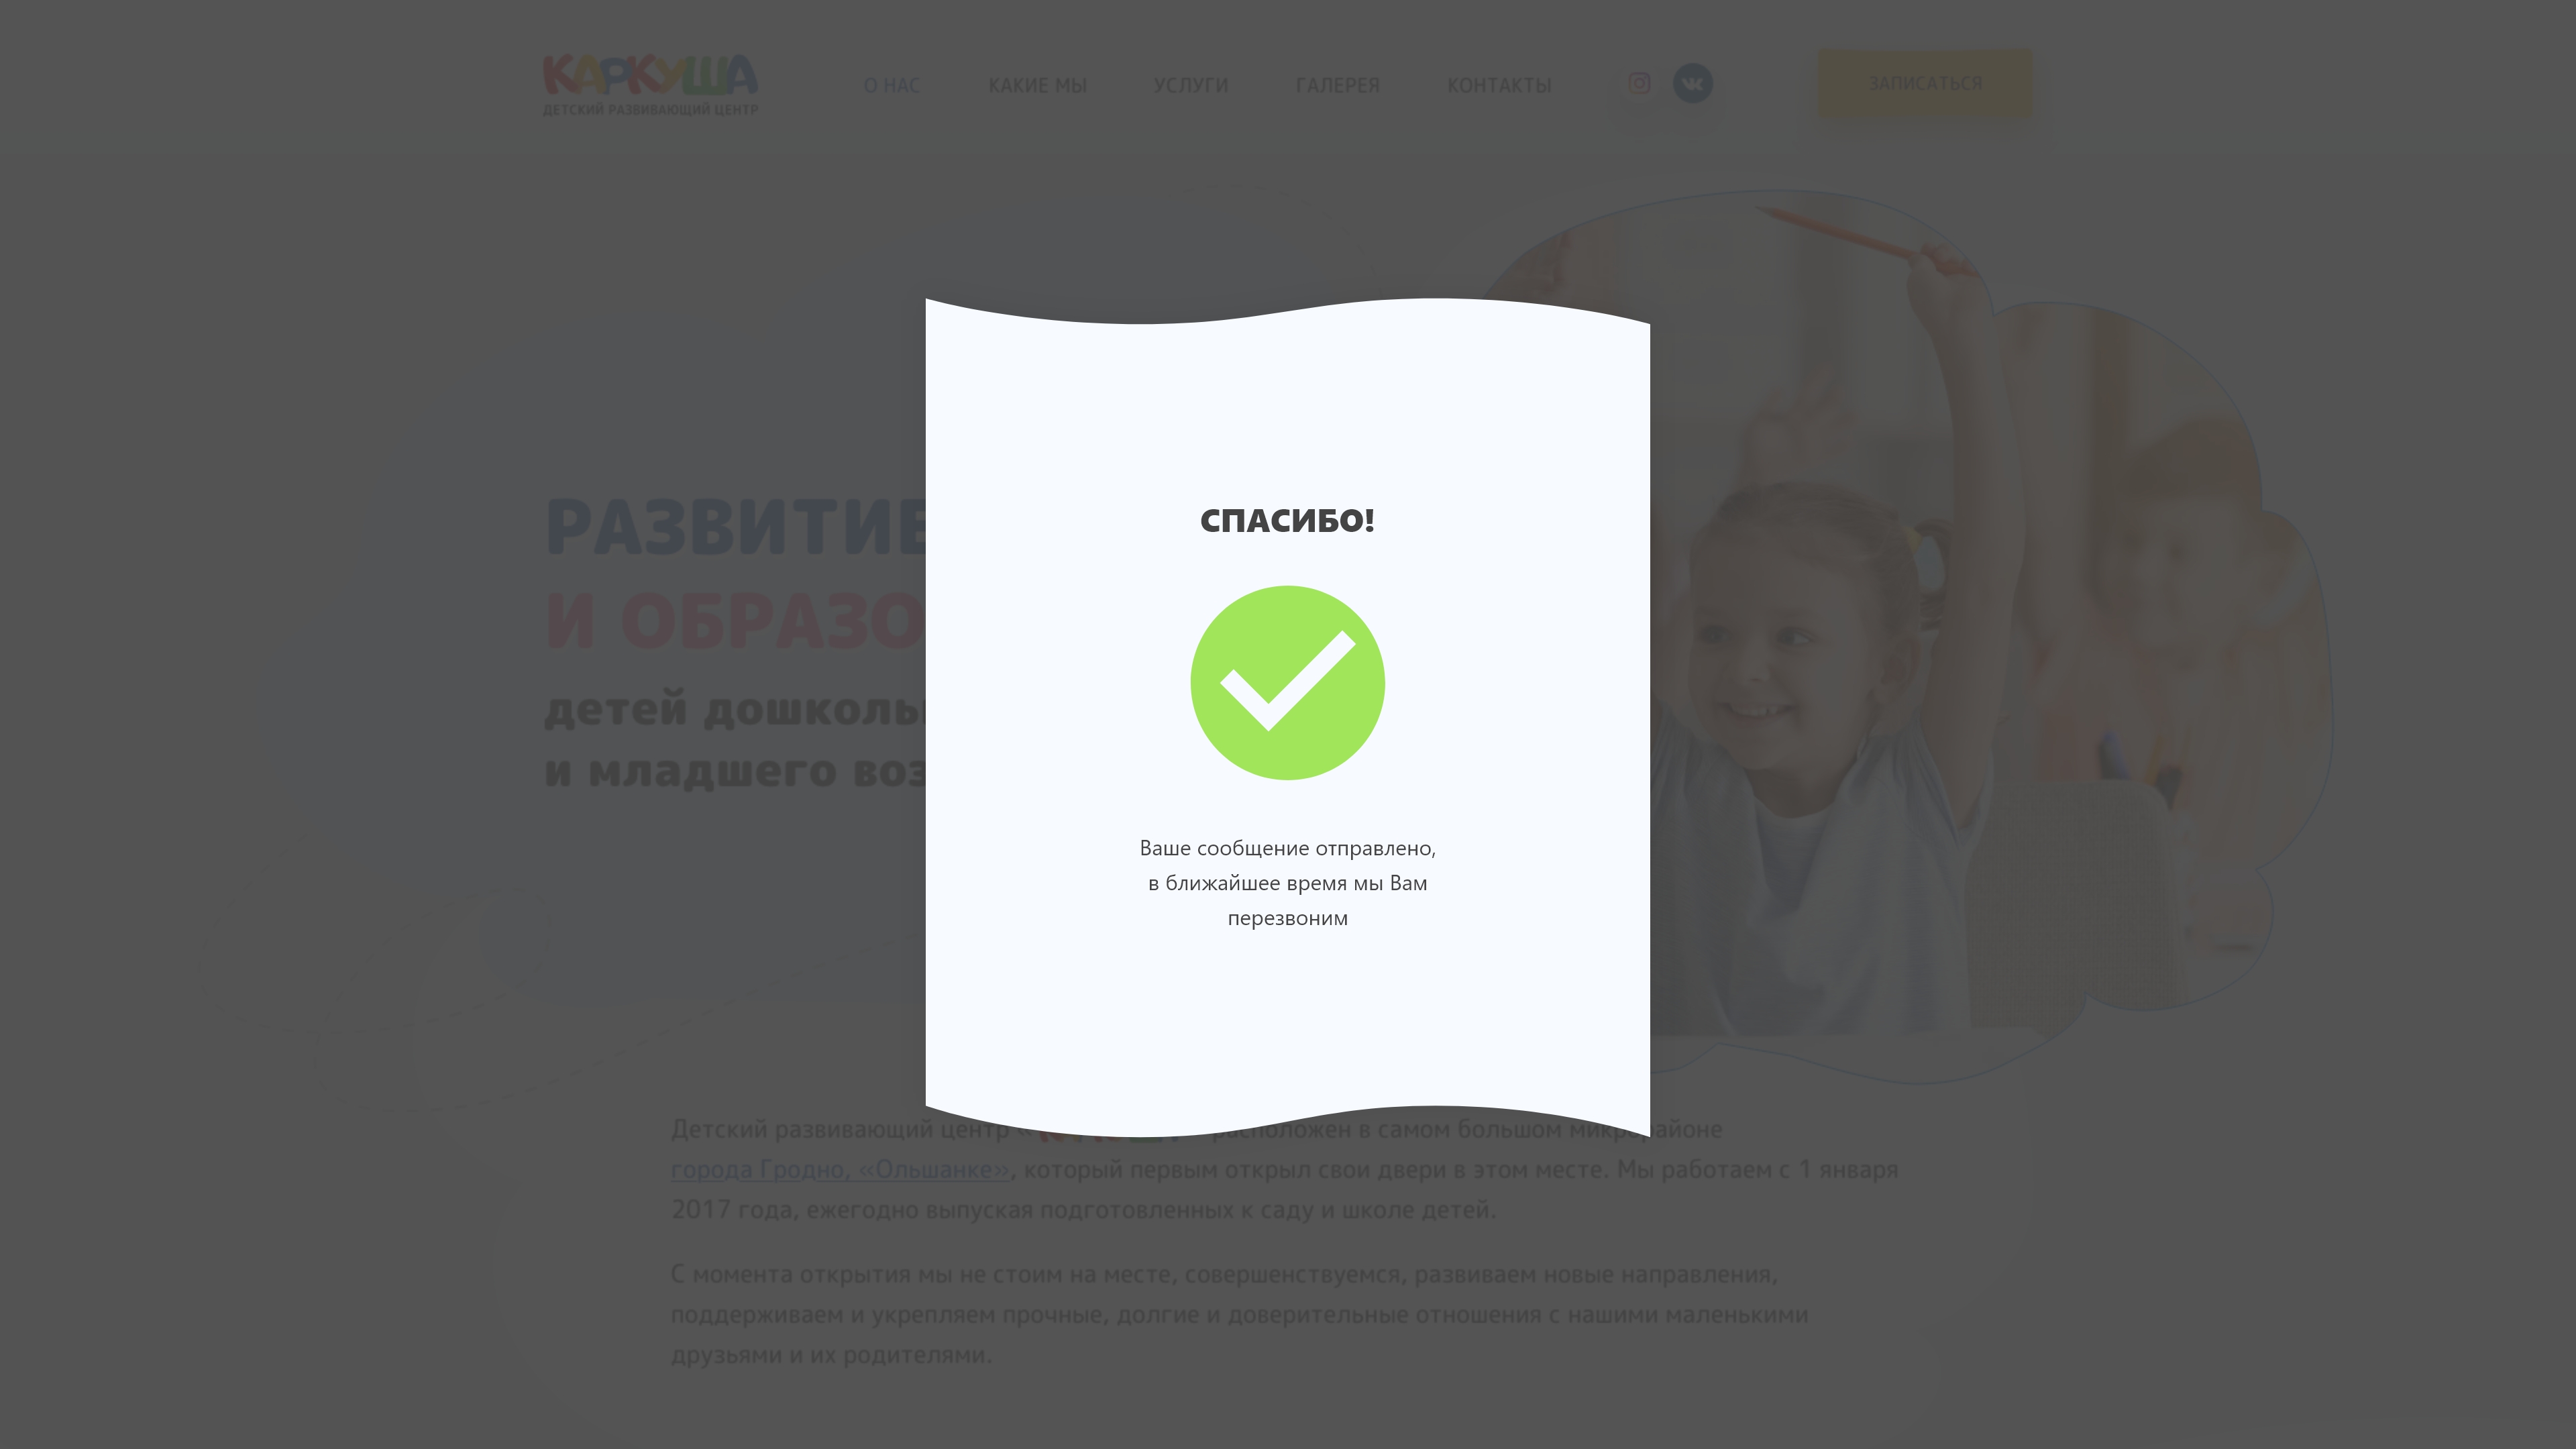 КАРКУША
ДЕТСКИЙ РАЗВИВАЮЩИЙ ЦЕНТР
О НАС
КАКИЕ МЫ
УСЛУГИ
ГАЛЕРЕЯ
КОНТАКТЫ
ЗАПИСАТЬСЯ
РАЗВИТИЕ
И ОБРАЗО
детей дошколь
и младшего воз
СПАСИБО!
Ваше сообщение отправлено,
в ближайшее время мы Вам
перезвоним
Детский развивающий центр « расположен в самом большом микрорайоне
города Гродно, «Ольшанке», который первым открыл свои двери в этом месте. Мы работаем с 1 января
2017 года, ежегодно выпуская подготовленных к саду и школе детей.
С момента открытия мы не стоим на месте, совершенствуемся, развиваем новые направления,
поддерживаем и укрепляем прочные, долгие и доверительные отношения с нашими маленькими
друзьями и их родителями.